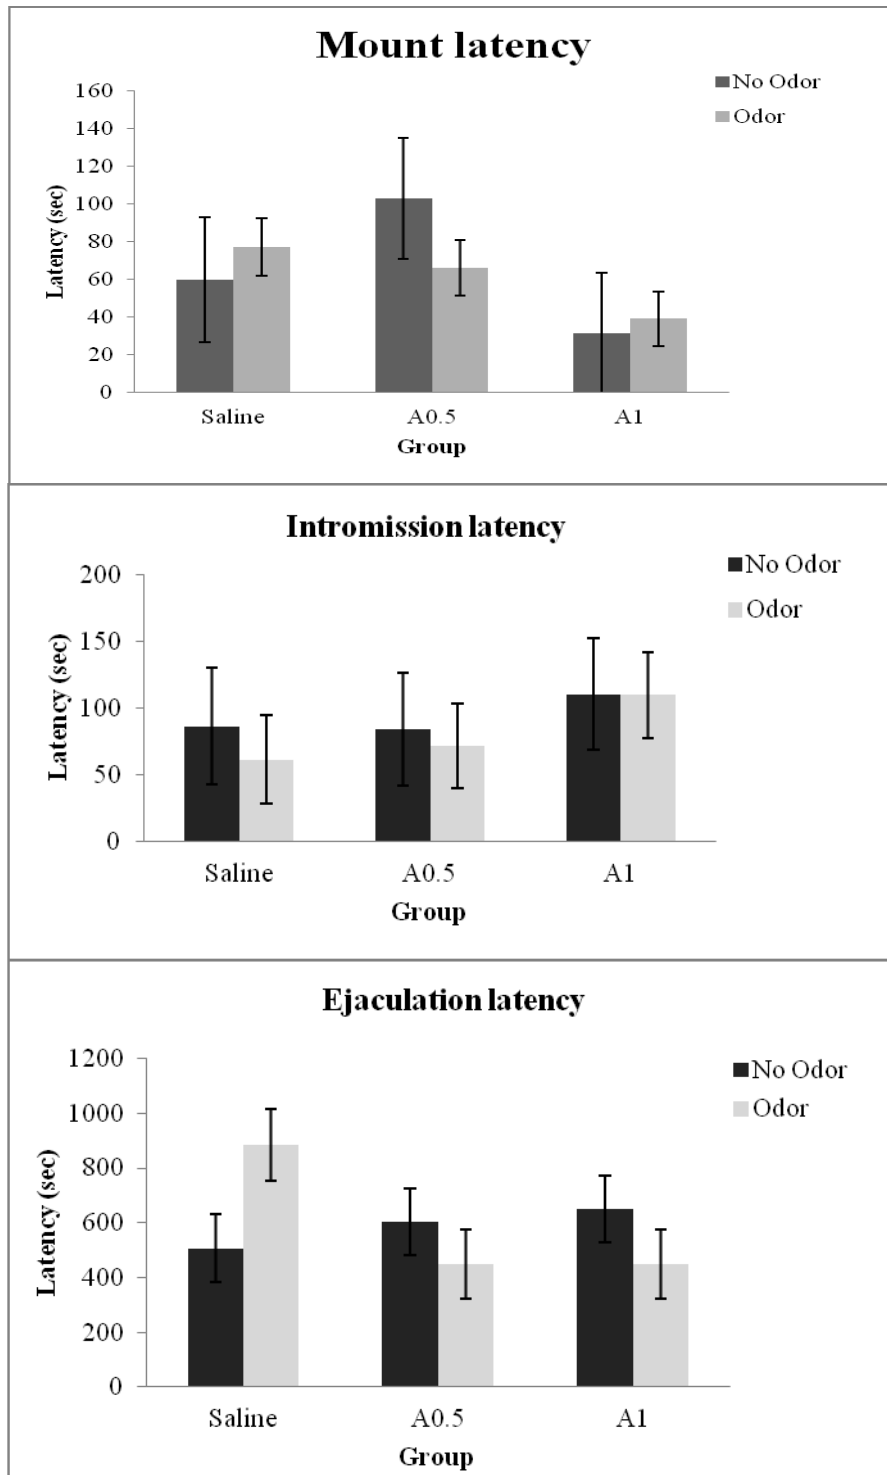 Mount latency
No Odor
Odor
160
140
120
100
80
60
40
20
0
Latency (sec)
Saline A0.5 A1
Group
Intromission latency
No Odor
Odor
200
150
100
50
0
Latency (sec)
Saline A0.5 A1
Group
Ejaculation latency
No Odor
Odor
1200
1000
800
600
400
200
0
Latency (sec)
Saline A0.5 A1
Group